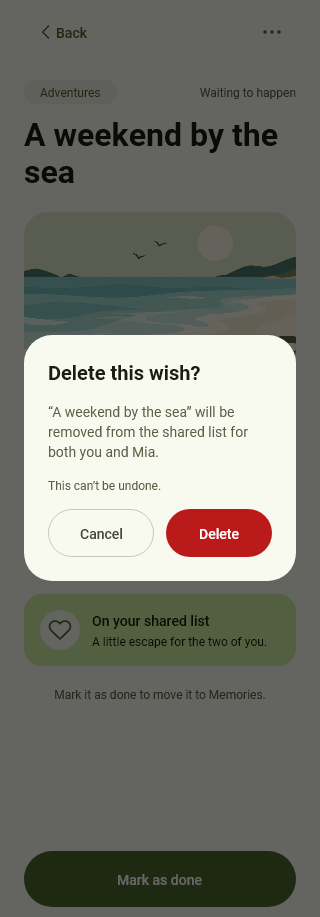 Back
Adventures
Waiting to happen
A weekend by the
sea
Delete this wish?
“A weekend by the sea” will be
removed from the shared list for
both you and Mia.
This can’t be undone.
Cancel
Delete
On your shared list
A little escape for the two of you.
Mark it as done to move it to Memories.
Mark as done